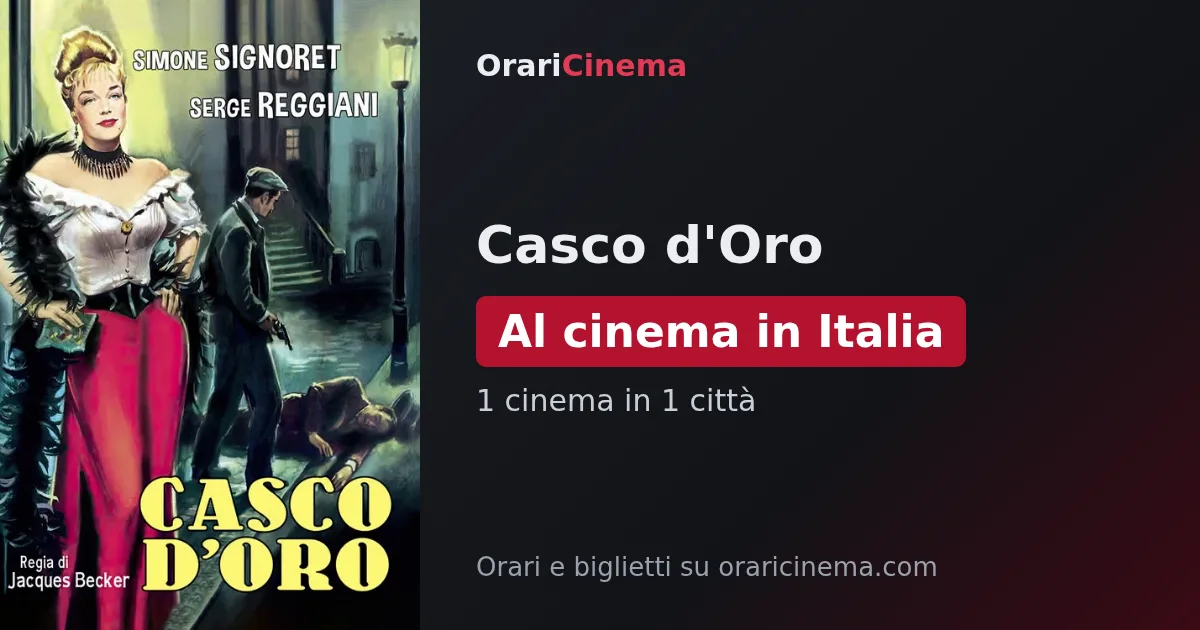 SIMONE SIGNORET
SERGE REGGIANI
CASCO
D'ORO
Regia di
Jacques Becker
OrariCinema
Casco d'Oro
Al cinema in Italia
1 cinema in 1 città
Orari e biglietti su oraricinema.com